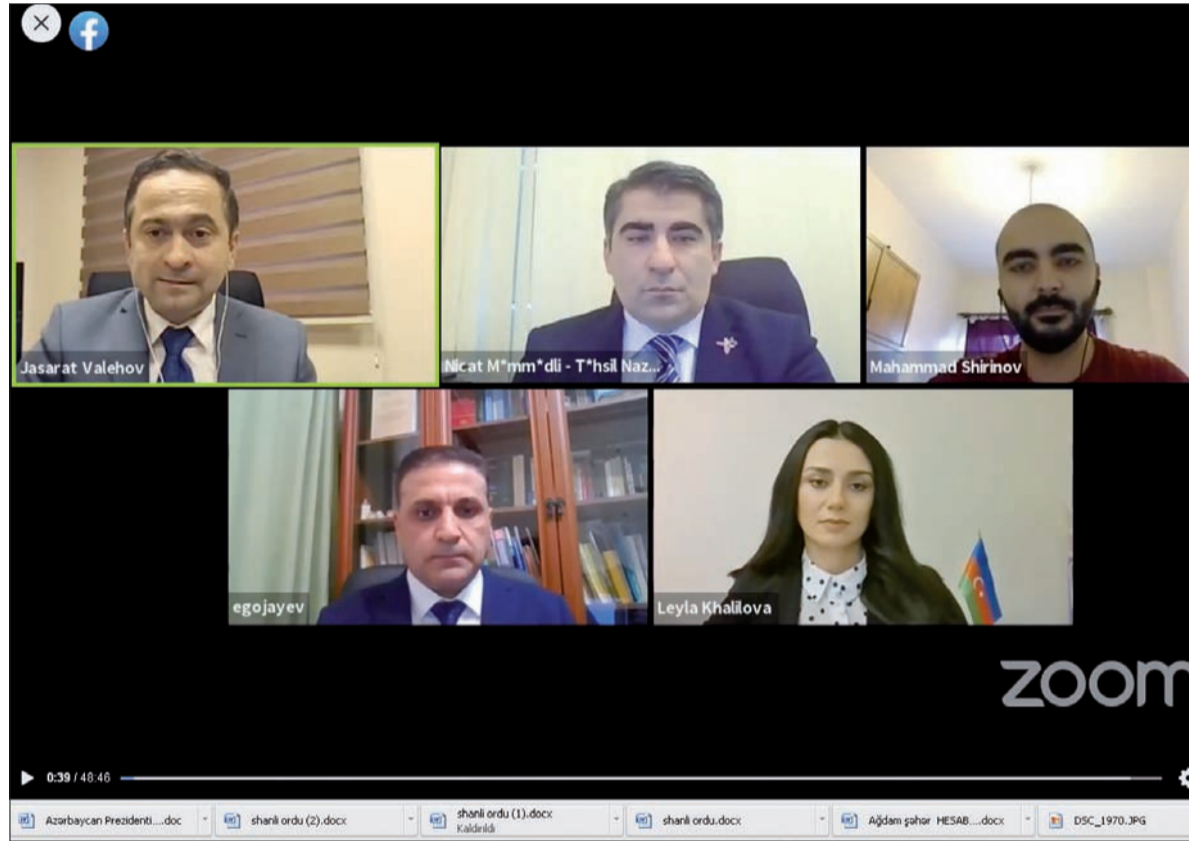 Jasarat Valehov
Nicat M*mm*dli - T*hsil Naz...
Mahammad Shirinov
egojayev
Leyla Khalilova
zoom
0:39 / 48:46
Azərbaycan Prezidenti....doc
shanli ordu (2).docx
shanli ordu (1).docx
Kaldırıldı
shanli ordu.docx
Ağdam şəhər HESAB....docx
DSC_1970.JPG